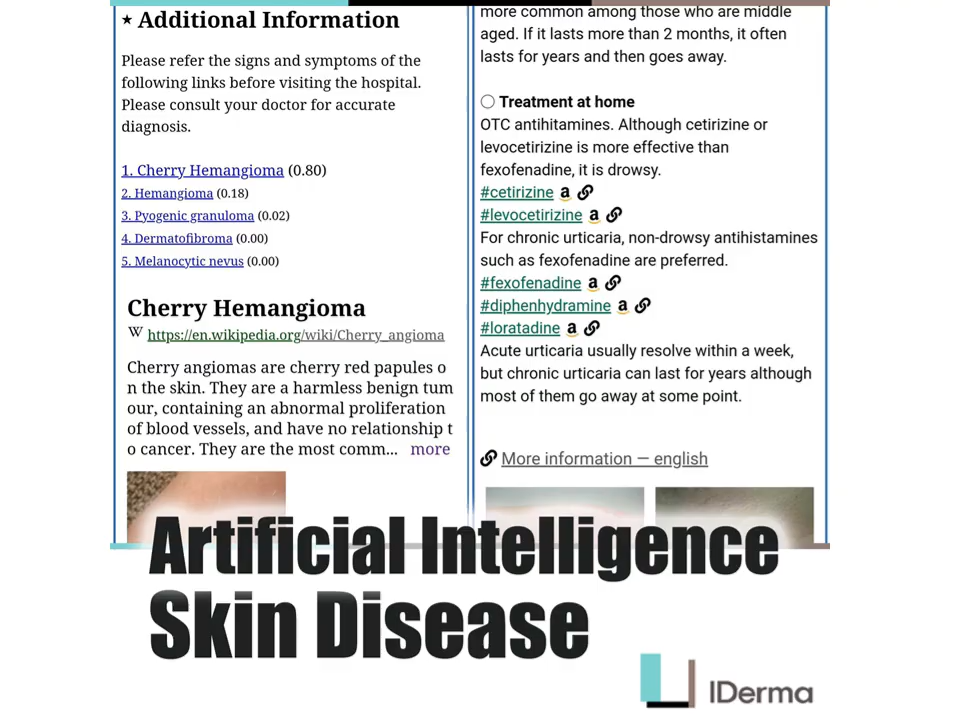 ★ Additional Information
Please refer the signs and symptoms of the
following links before visiting the hospital.
Please consult your doctor for accurate
diagnosis.
1. Cherry Hemangioma (0.80)
2. Hemangioma (0.18)
3. Pyogenic granuloma (0.02)
4. Dermatofibroma (0.00)
5. Melanocytic nevus (0.00)
Cherry Hemangioma
W https://en.wikipedia.org/wiki/Cherry_angioma
Cherry angiomas are cherry red papules o
n the skin. They are a harmless benign tum
our, containing an abnormal proliferation
of blood vessels, and have no relationship t
o cancer. They are the most comm... more
more common among those who are middle
aged. If it lasts more than 2 months, it often
lasts for years and then goes away.
○ Treatment at home
OTC antihitamines. Although cetirizine or
levocetirizine is more effective than
fexofenadine, it is drowsy.
#cetirizine a
#levocetirizine a
For chronic urticaria, non-drowsy antihistamines
such as fexofenadine are preferred.
#fexofenadine a
#diphenhydramine a
#loratadine a
Acute urticaria usually resolve within a week,
but chronic urticaria can last for years although
most of them go away at some point.
More information — english
Artificial Intelligence
Skin Disease
IDerma